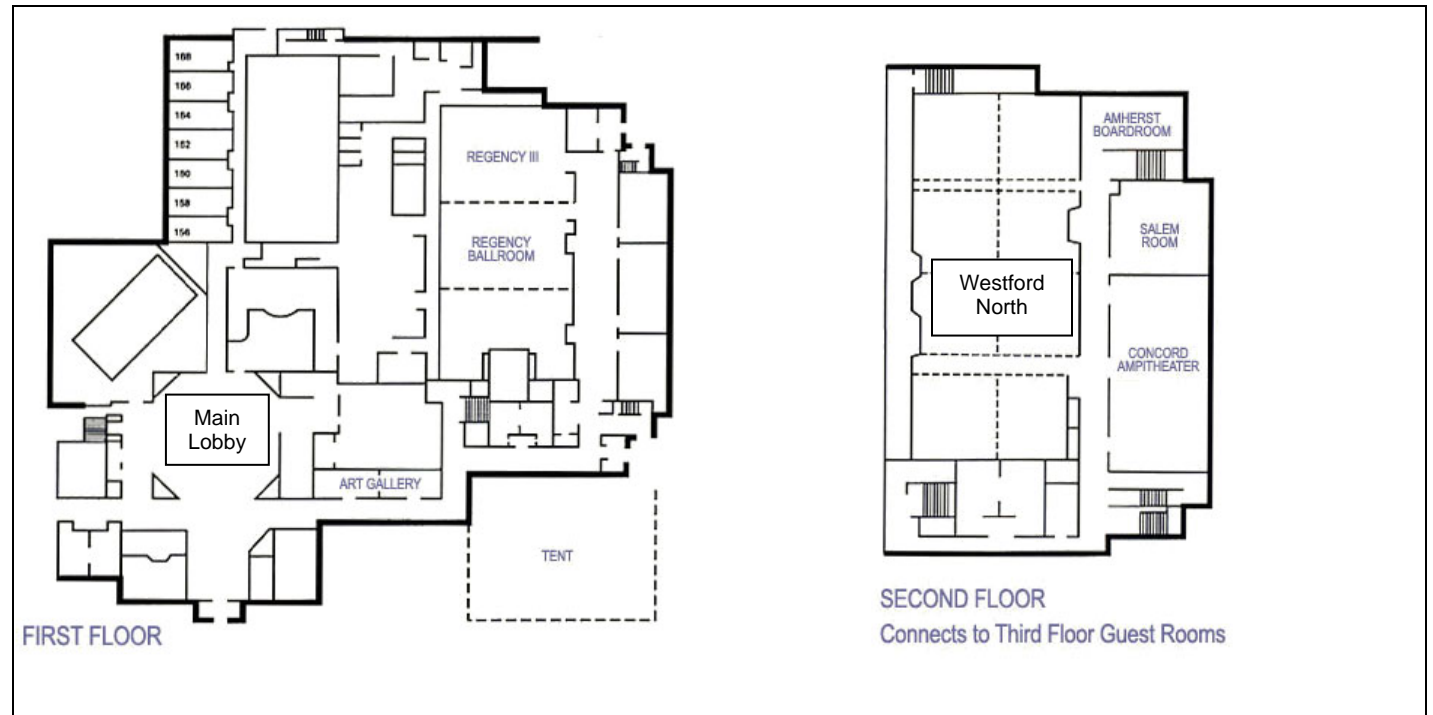 168
166
164
162
160
158
156
REGENCY III
REGENCY
BALLROOM
Main
Lobby
ART GALLERY
TENT
FIRST FLOOR
AMHERST
BOARDROOM
SALEM
ROOM
Westford
North
CONCORD
AMPITHEATER
SECOND FLOOR
Connects to Third Floor Guest Rooms